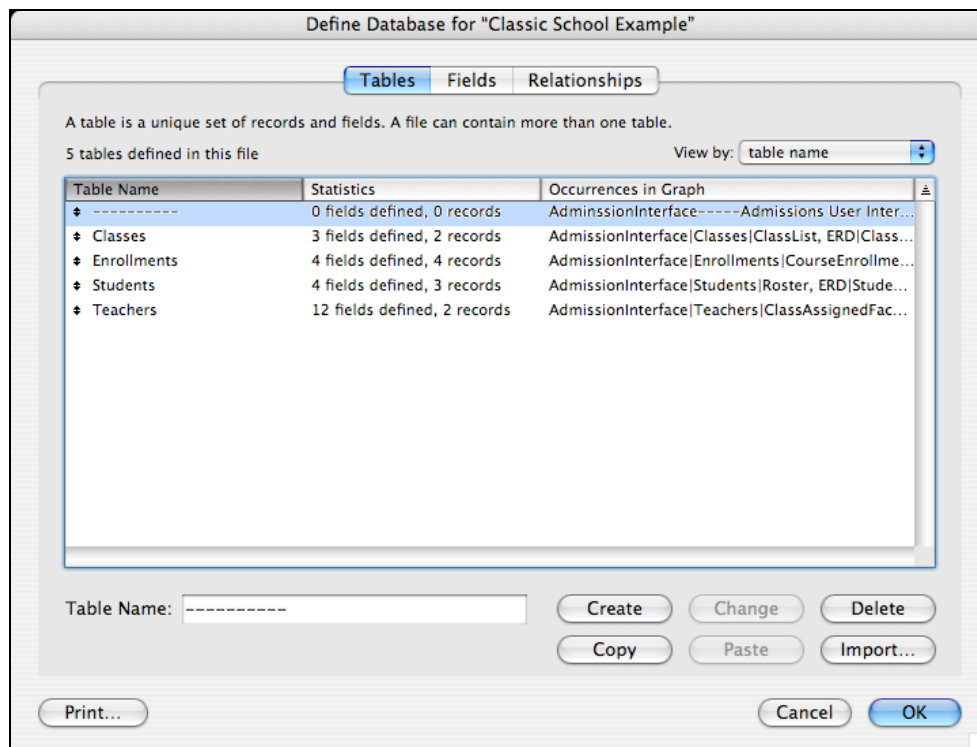 Define Database for “Classic School Example”
Tables Fields Relationships
A table is a unique set of records and fields. A file can contain more than one table.
5 tables defined in this file View by: table name
Table Name Statistics Occurrences in Graph
---------- 0 fields defined, 0 records AdminssionInterface-----Admissions User Inter...
Classes 3 fields defined, 2 records AdmissionInterface|Classes|ClassList, ERD|Class...
Enrollments 4 fields defined, 4 records AdmissionInterface|Enrollments|CourseEnrollme...
Students 4 fields defined, 3 records AdmissionInterface|Students|Roster, ERD|Stude...
Teachers 12 fields defined, 2 records AdmissionInterface|Teachers|ClassAssignedFac...
Table Name: ---------- Create Change Delete
Copy Paste Import...
Print... Cancel OK